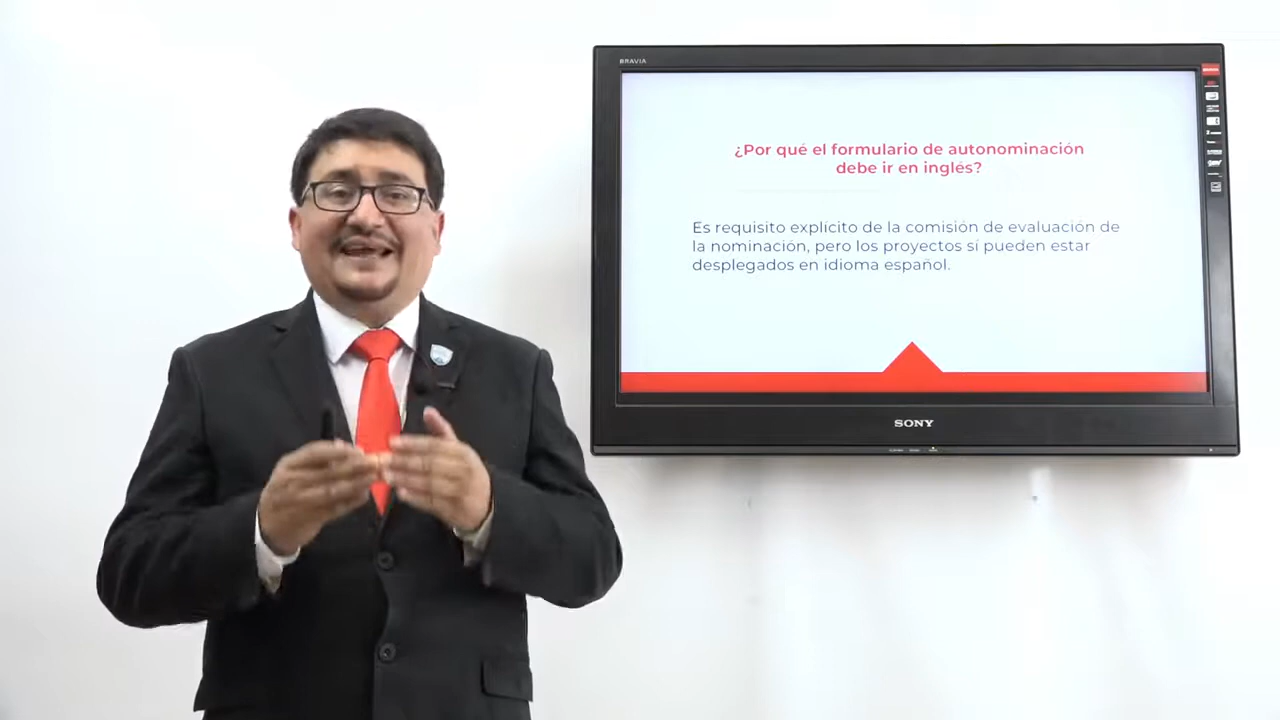 BRAVIA
¿Por qué el formulario de autonominación
debe ir en inglés?
Es requisito explícito de la comisión de evaluación de
la nominación, pero los proyectos sí pueden estar
desplegados en idioma español.
SONY